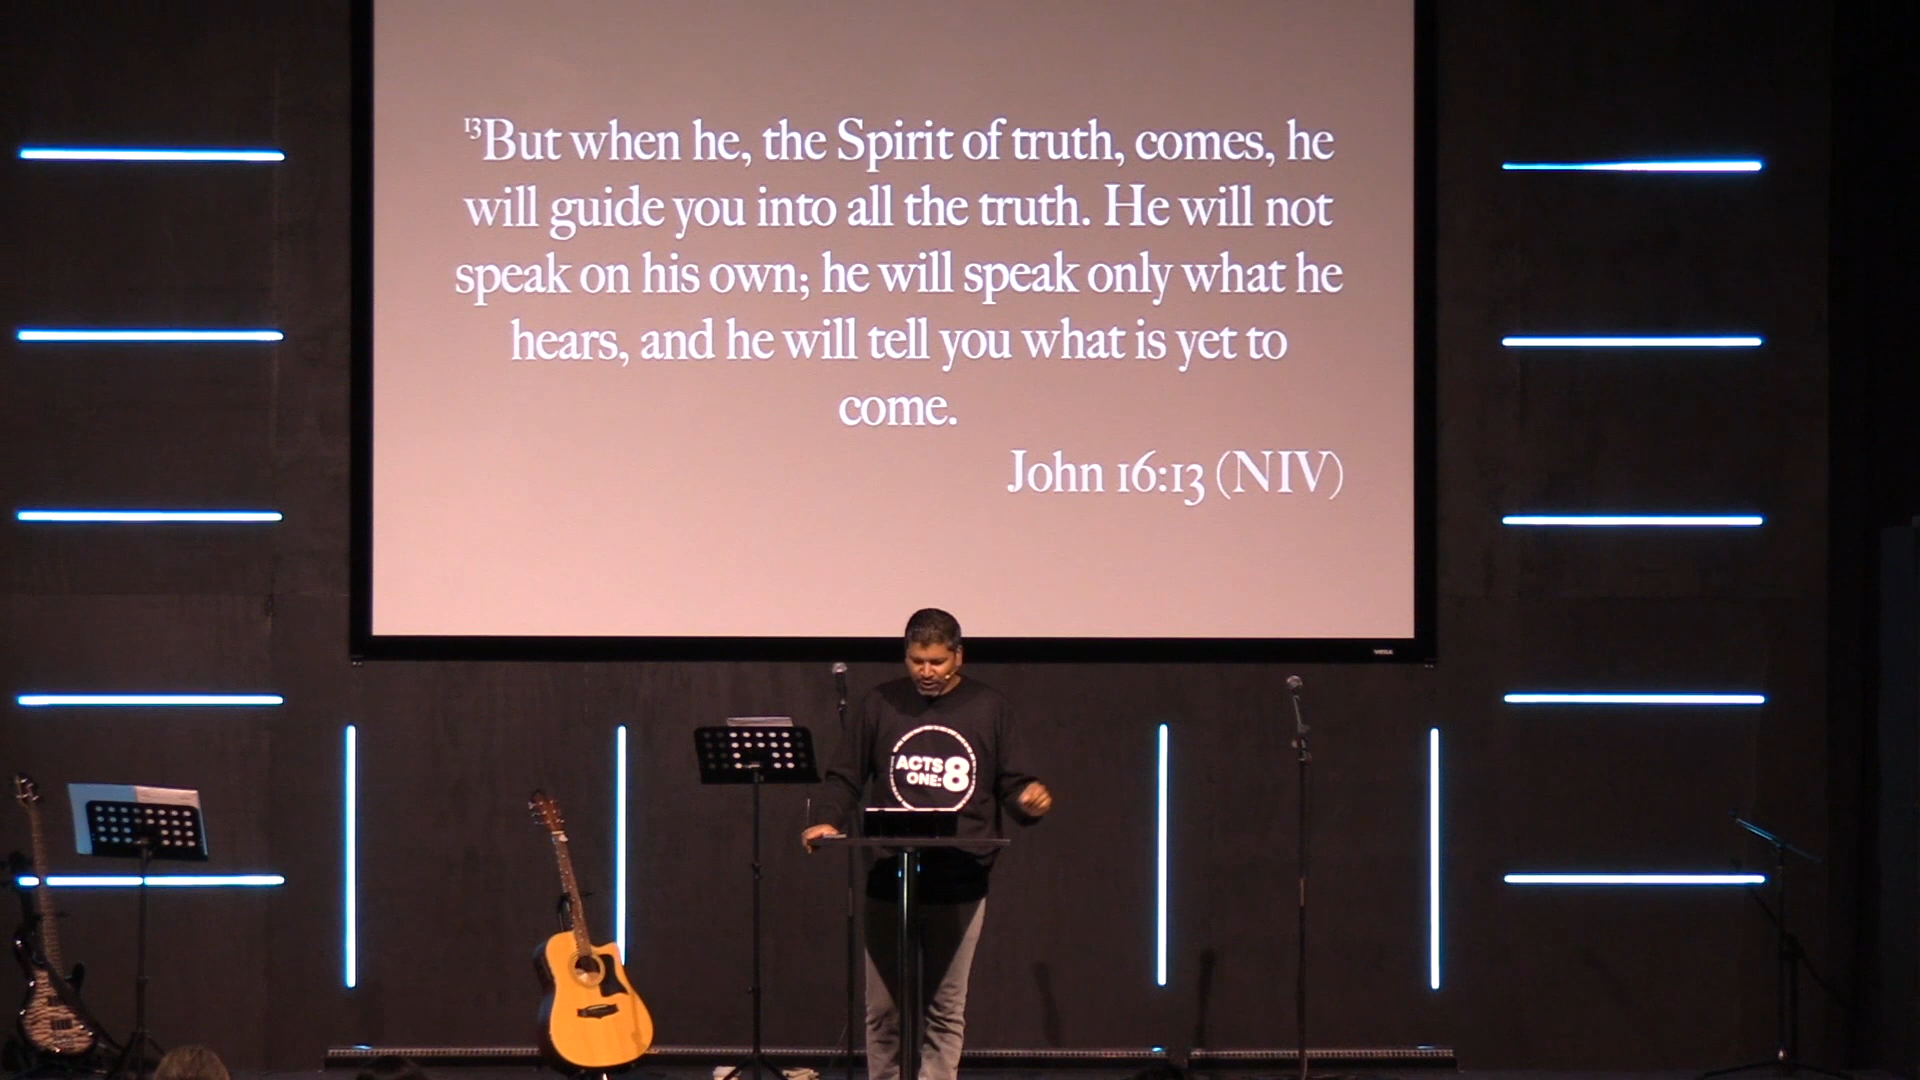 ¹³But when he, the Spirit of truth, comes, he
will guide you into all the truth. He will not
speak on his own; he will speak only what he
hears, and he will tell you what is yet to
come.
John 16:13 (NIV)
ACTS
ONE:8